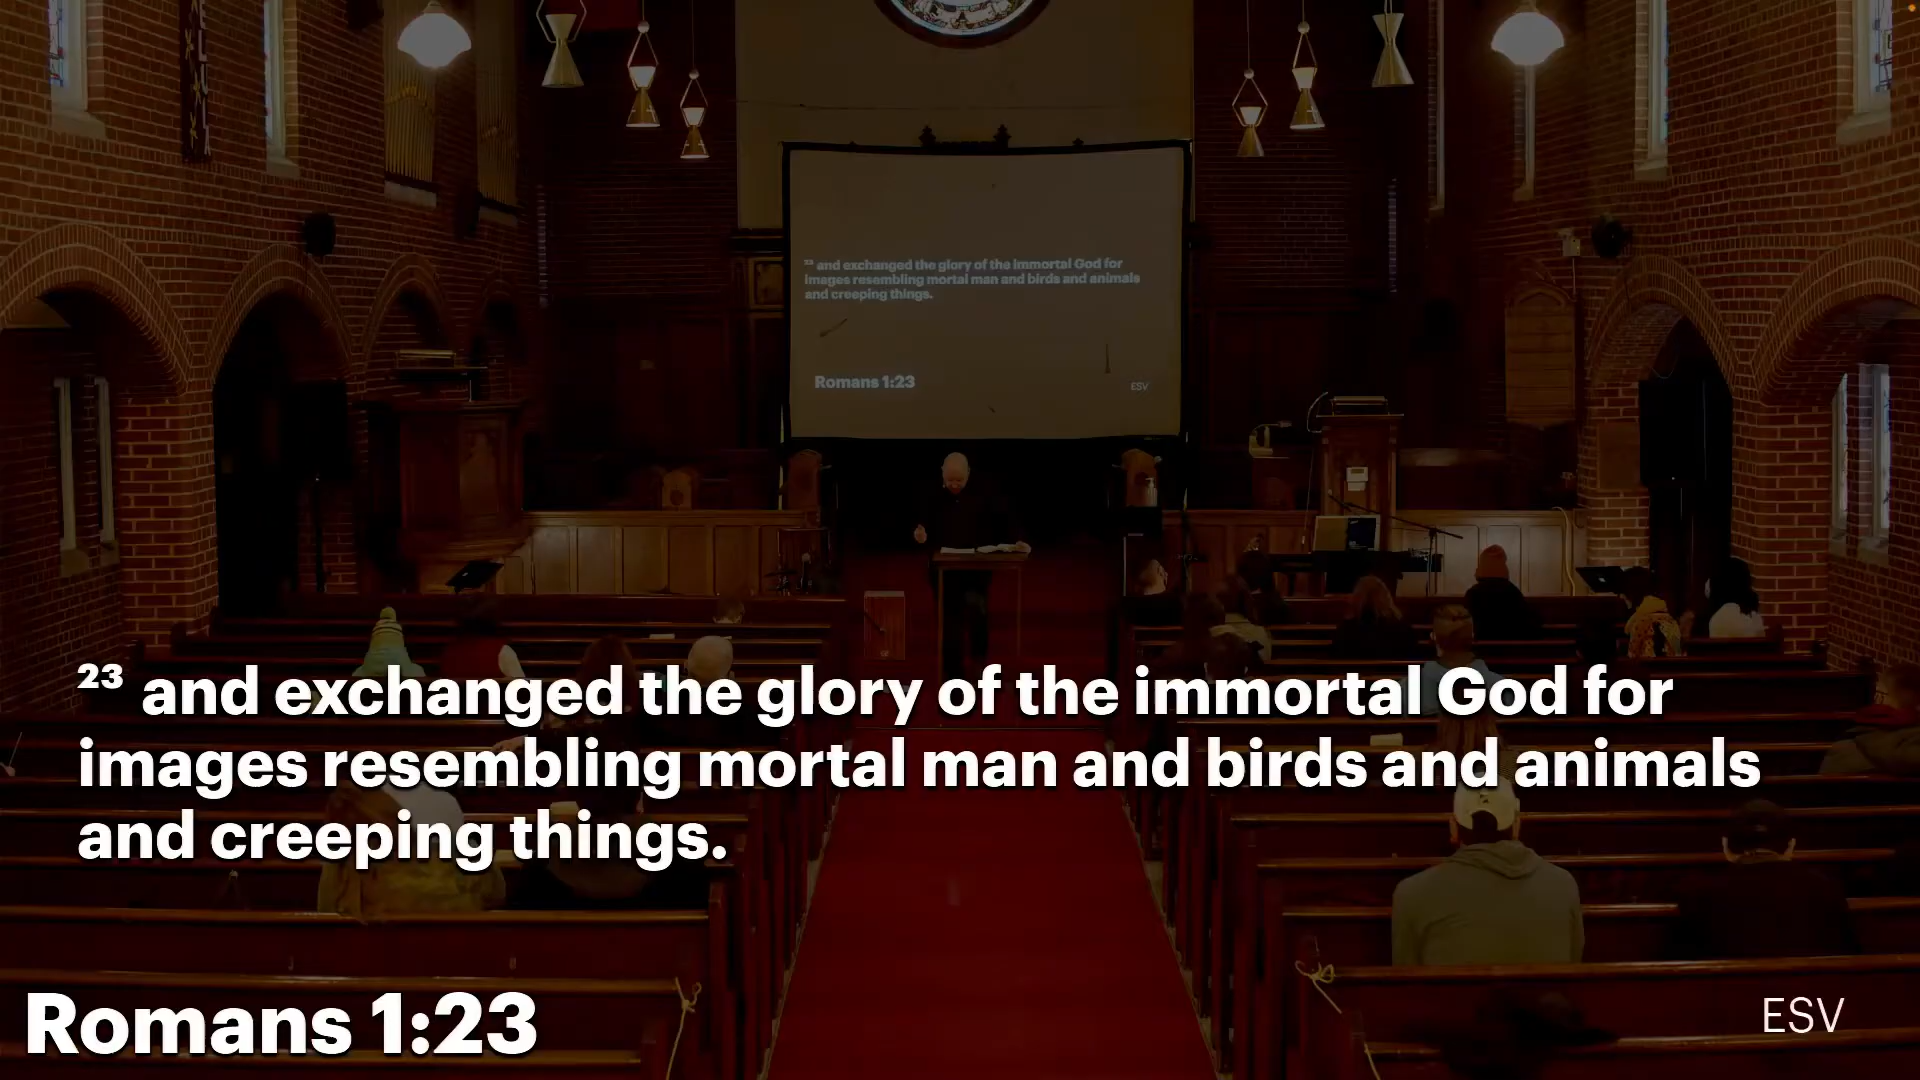 23 and exchanged the glory of the immortal God for
images resembling mortal man and birds and animals
and creeping things.
Romans 1:23
ESV
23 and exchanged the glory of the immortal God for
images resembling mortal man and birds and animals
and creeping things.
Romans 1:23
ESV